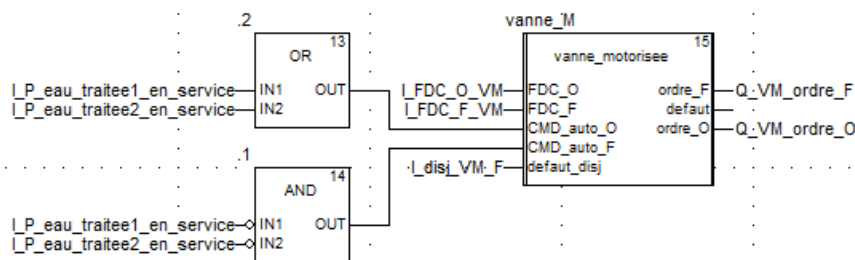 .2
vanne_M
13
OR
15
vanne_motorisee
I_P_eau_traitee1_en_service
IN1
OUT
I_P_eau_traitee2_en_service
IN2
I_FDC_O_VM
FDC_O
ordre_F
Q_VM_ordre_F
I_FDC_F_VM
FDC_F
defaut
CMD_auto_O
ordre_O
Q_VM_ordre_O
CMD_auto_F
I_disj_VM_F
defaut_disj
.1
14
AND
I_P_eau_traitee1_en_service
IN1
OUT
I_P_eau_traitee2_en_service
IN2